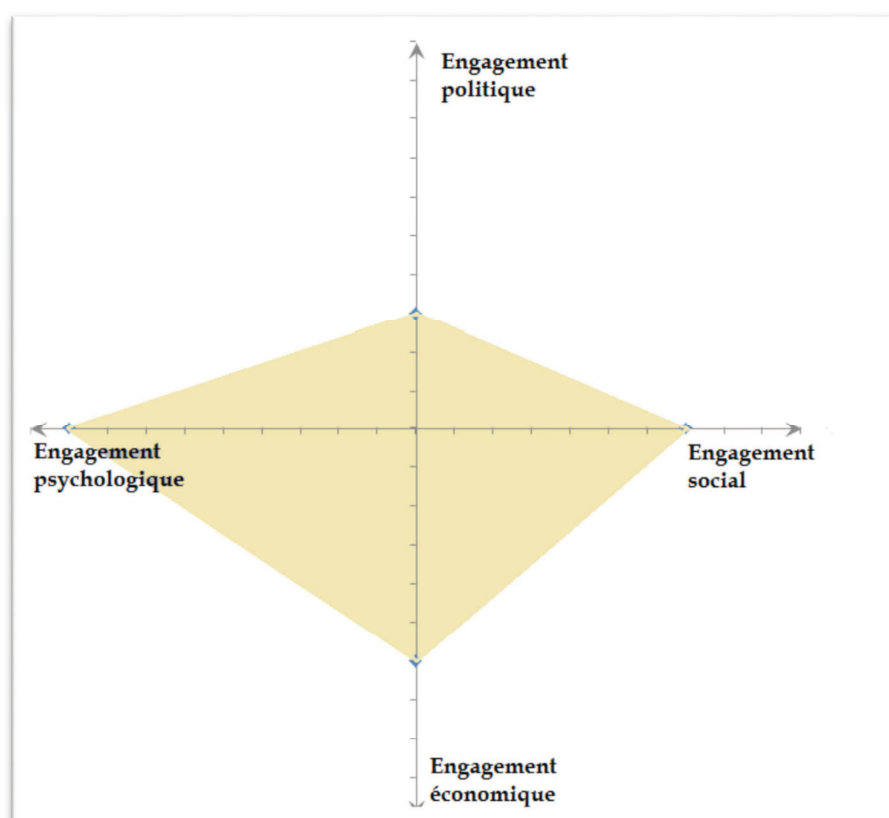 Engagement
politique
Engagement
psychologique
Engagement
social
Engagement
économique